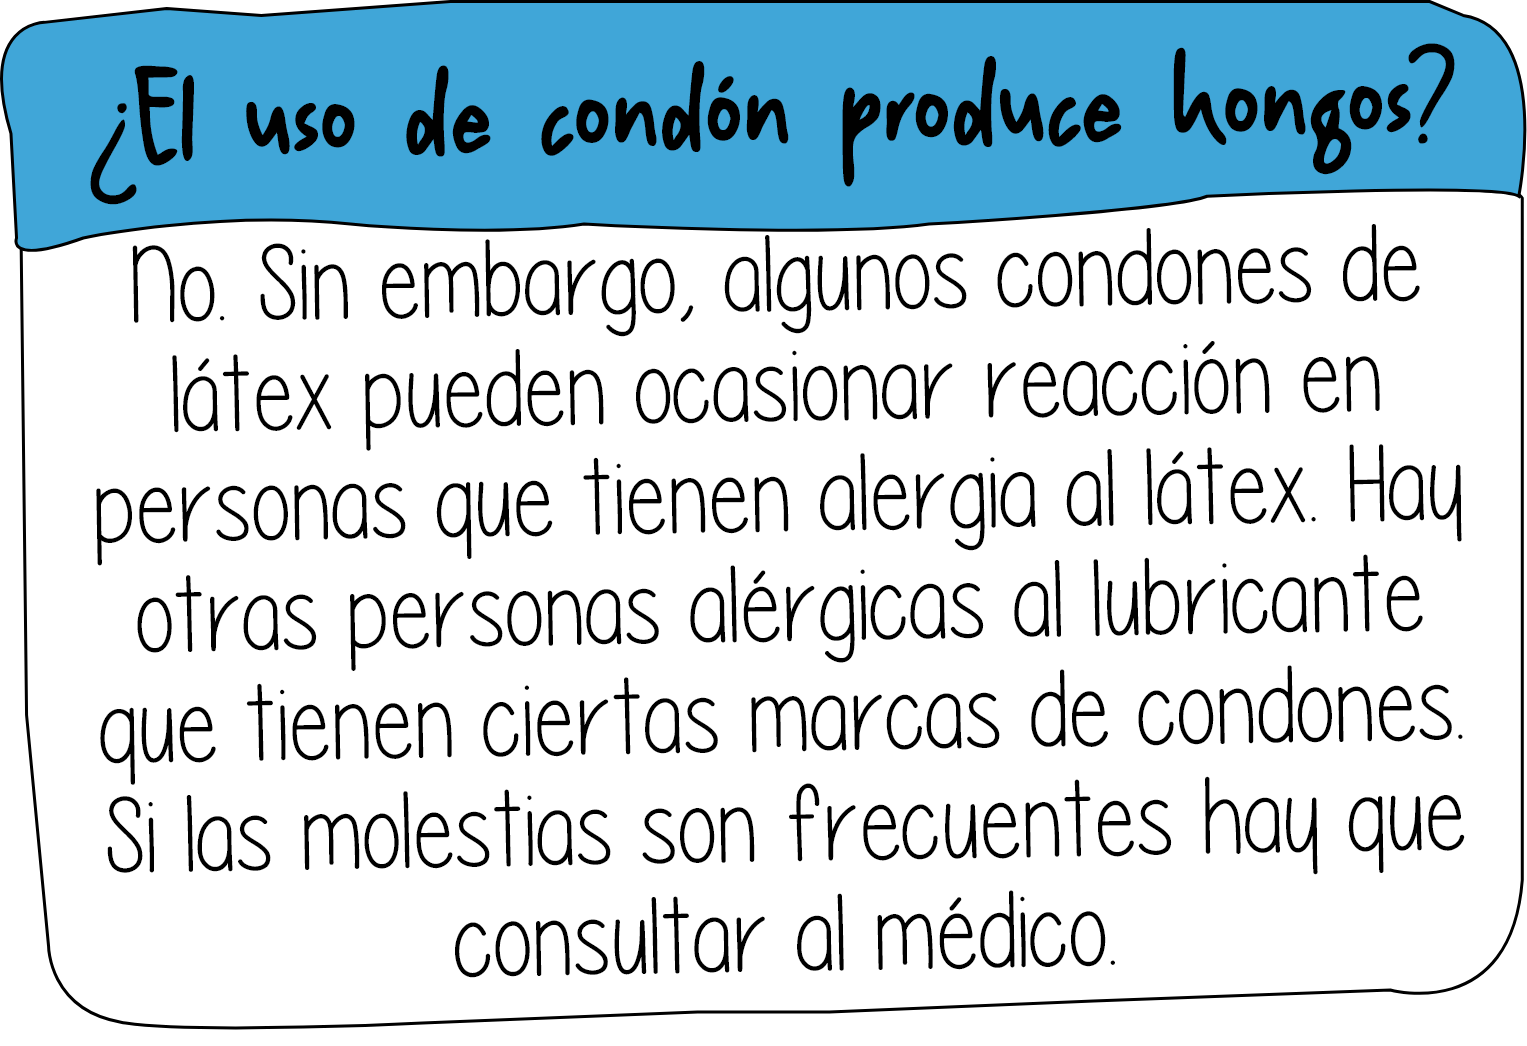 ¿El uso de condón produce hongos?
No. Sin embargo, algunos condones de
látex pueden ocasionar reacción en
personas que tienen alergia al látex. Hay
otras personas alérgicas al lubricante
que tienen ciertas marcas de condones.
Si las molestias son frecuentes hay que
consultar al médico.